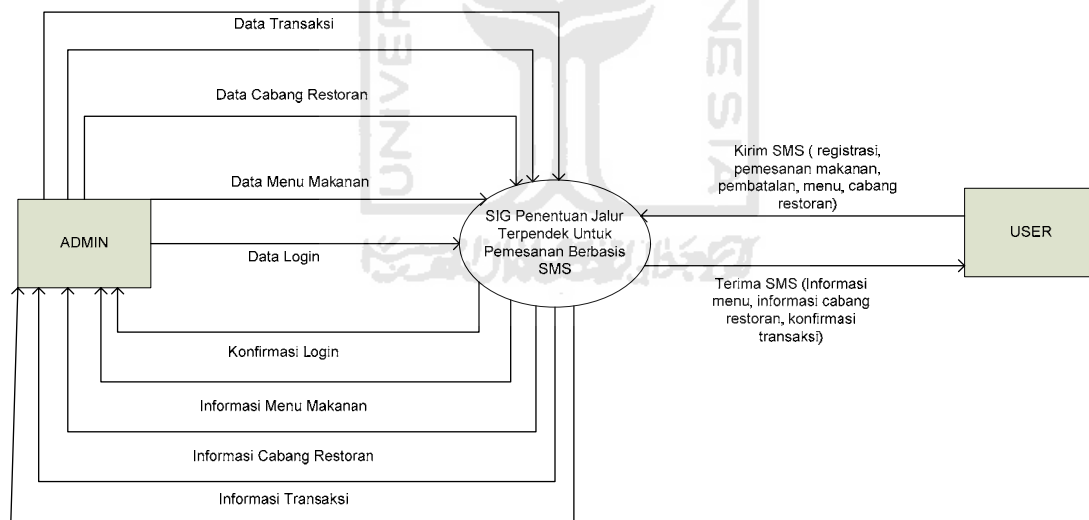 Data Transaksi
Data Cabang Restoran
Data Menu Makanan
Data Login
ADMIN
SIG Penentuan Jalur
Terpendek Untuk
Pemesanan Berbasis
SMS
Kirim SMS ( registrasi,
pemesanan makanan,
pembatalan, menu, cabang
restoran)
USER
Terima SMS (Informasi
menu, informasi cabang
restoran, konfirmasi
transaksi)
Konfirmasi Login
Informasi Menu Makanan
Informasi Cabang Restoran
Informasi Transaksi
UNIVER
NESIA